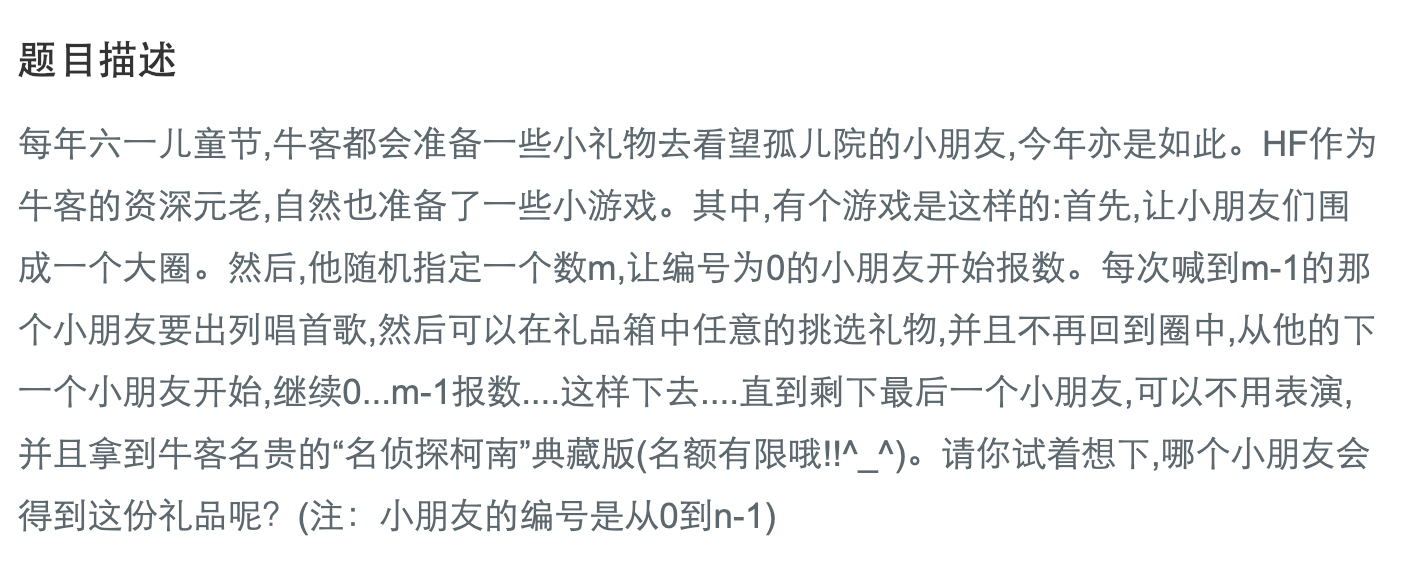 题目描述
每年六一儿童节,牛客都会准备一些小礼物去看望孤儿院的小朋友,今年亦是如此。HF作为
牛客的资深元老,自然也准备了一些小游戏。其中,有个游戏是这样的:首先,让小朋友们围
成一个大圈。然后,他随机指定一个数m,让编号为0的小朋友开始报数。每次喊到m-1的那
个小朋友要出列唱首歌,然后可以在礼品箱中任意的挑选礼物,并且不再回到圈中,从他的下
一个小朋友开始,继续0...m-1报数....这样下去....直到剩下最后一个小朋友,可以不用表演,
并且拿到牛客名贵的“名侦探柯南”典藏版(名额有限哦!!^_^)。请你试着想下,哪个小朋友会
得到这份礼品呢？(注：小朋友的编号是从0到n-1)